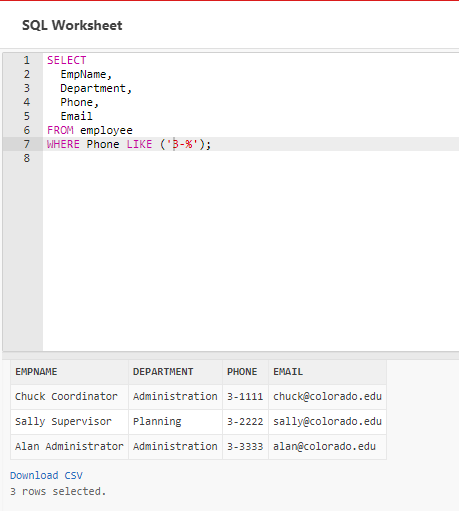 SQL Worksheet
1 SELECT
2 EmpName,
3 Department,
4 Phone,
5 Email
6 FROM employee
7 WHERE Phone LIKE ('3-%');
8
EMPNAME DEPARTMENT PHONE EMAIL
Chuck Coordinator Administration 3-1111 chuck@colorado.edu
Sally Supervisor Planning 3-2222 sally@colorado.edu
Alan Administrator Administration 3-3333 alan@colorado.edu
Download CSV
3 rows selected.